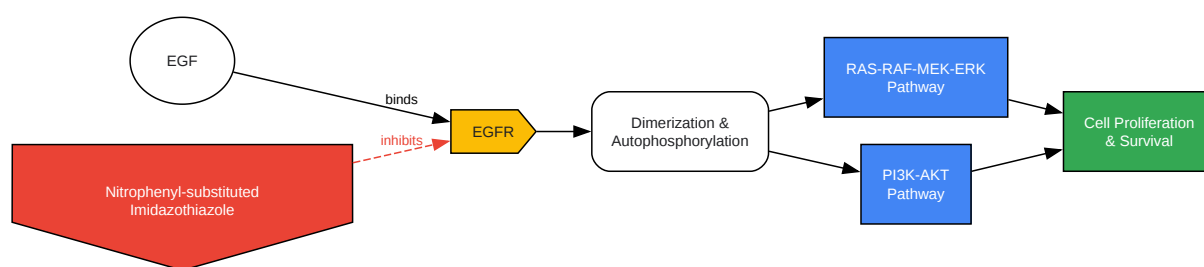 EGF
binds
Nitrophenyl-substituted
Imidazothiazole
inhibits
EGFR
Dimerization &
Autophosphorylation
RAS-RAF-MEK-ERK
Pathway
PI3K-AKT
Pathway
Cell Proliferation
& Survival